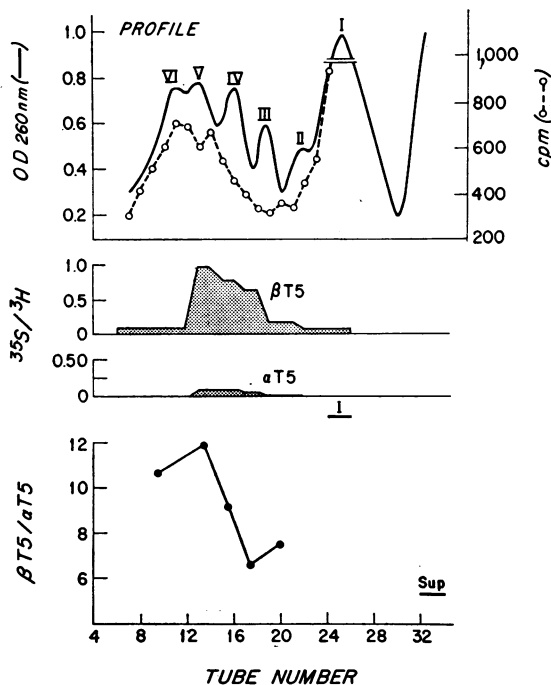 PROFILE
I
II
III
IV
V
VI
1.0
0.8
0.6
0.4
0.2
OD 260nm (—)
1,000
800
600
400
200
cpm (--o--o)
1.0
0.5
0
βT5
³⁵S/³H
0.50
0
αT5
I
12
10
8
6
βT5/αT5
Sup
4 8 12 16 20 24 28 32
TUBE NUMBER